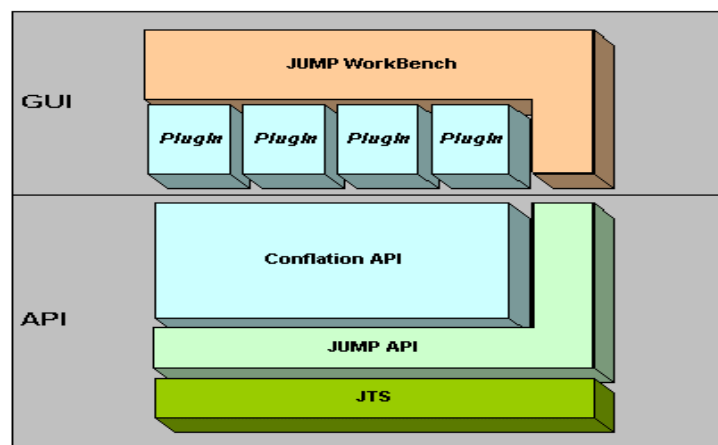 JUMP WorkBench
GUI
PlugIn PlugIn PlugIn PlugIn
Conflation API
API
JUMP API
JTS